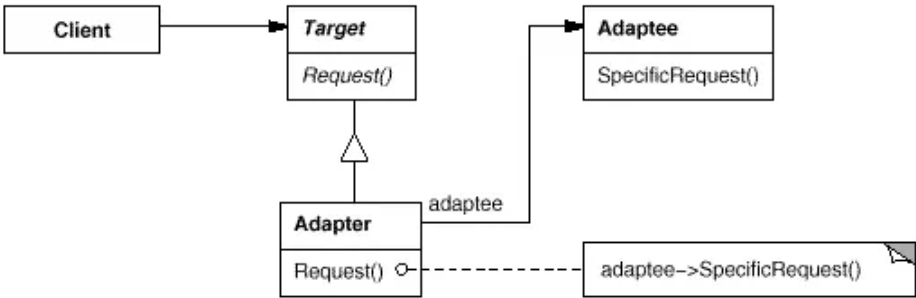 Client
Target
Request()
Adaptee
SpecificRequest()
adaptee
Adapter
Request()
adaptee->SpecificRequest()